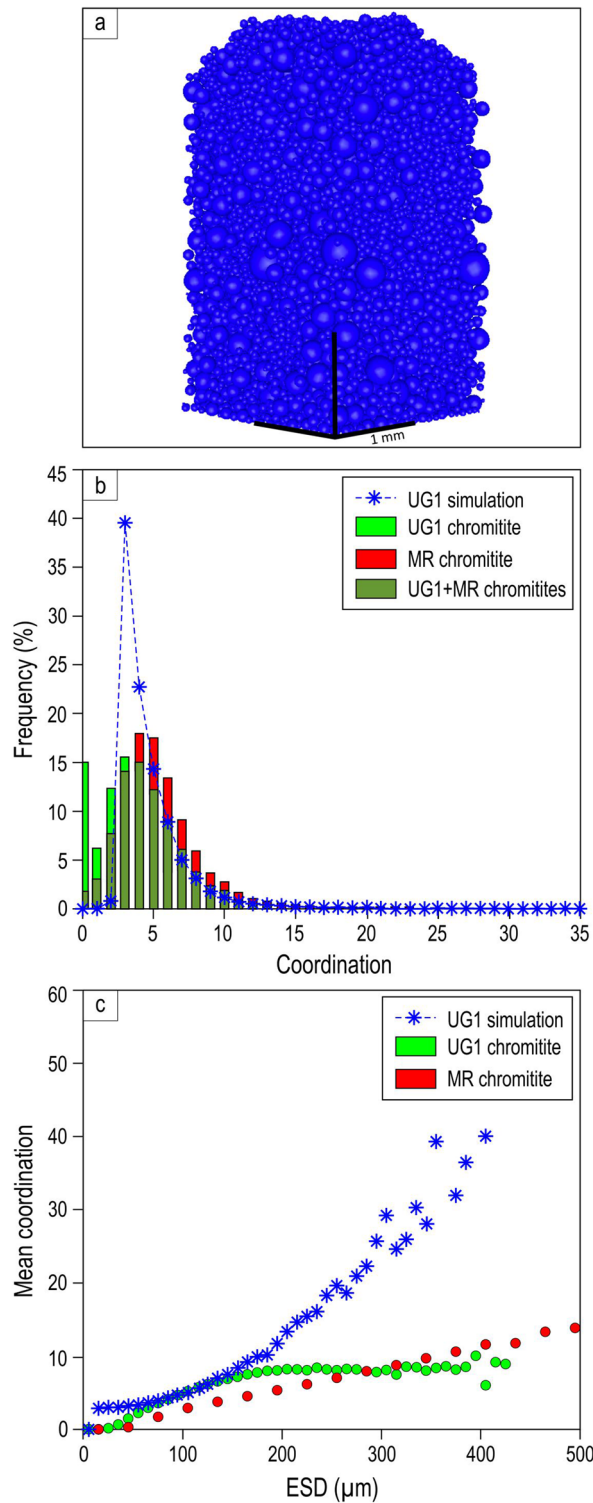 a
1 mm
b
45
40
35
30
25
20
15
10
5
0
Frequency (%)
UG1 simulation
UG1 chromitite
MR chromitite
UG1+MR chromitites
0 5 10 15 20 25 30 35
Coordination
c
60
50
40
30
20
10
0
Mean coordination
UG1 simulation
UG1 chromitite
MR chromitite
0 100 200 300 400 500
ESD (µm)